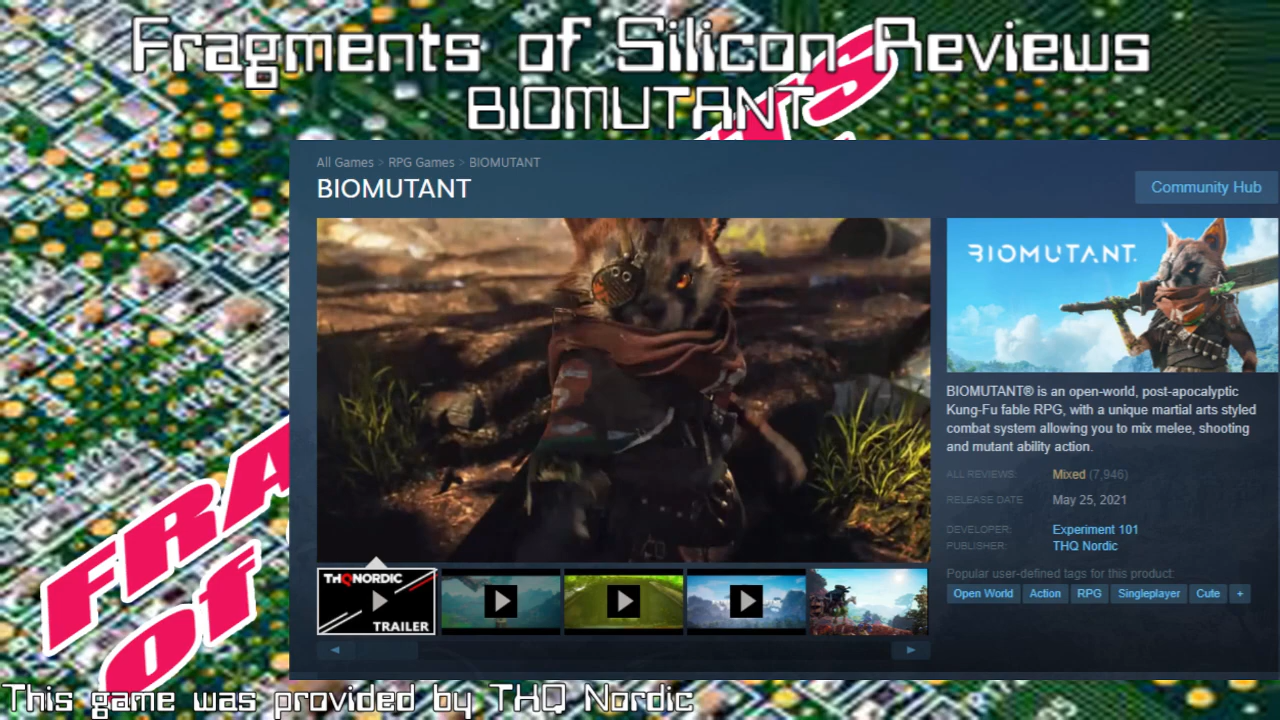 Fragments of Silicon Reviews
BIOMUTANT
All Games > RPG Games > BIOMUTANT
BIOMUTANT
Community Hub
BIOMUTANT
BIOMUTANT® is an open-world, post-apocalyptic
Kung-Fu fable RPG, with a unique martial arts styled
combat system allowing you to mix melee, shooting
and mutant ability action.
ALL REVIEWS: Mixed (7,946)
RELEASE DATE: May 25, 2021
DEVELOPER: Experiment 101
PUBLISHER: THQ Nordic
Popular user-defined tags for this product:
Open World Action RPG Singleplayer Cute +
THQ NORDIC
TRAILER
FRA
Of
This game was provided by THQ Nordic